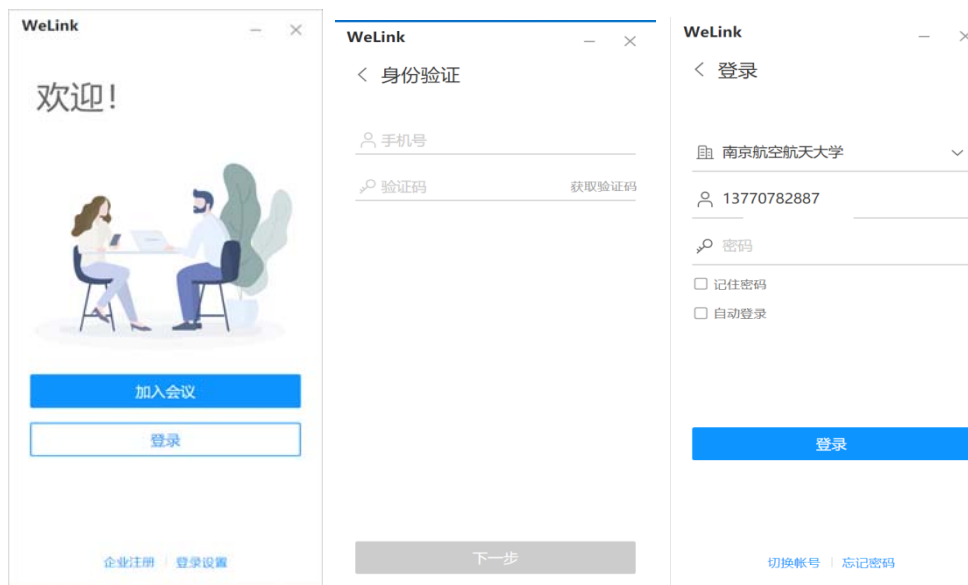 WeLink
欢迎!
加入会议
登录
企业注册 登录设置
WeLink
身份验证
手机号
验证码 获取验证码
下一步
WeLink
登录
南京航空航天大学
13770782887
密码
记住密码
自动登录
登录
切换帐号 忘记密码